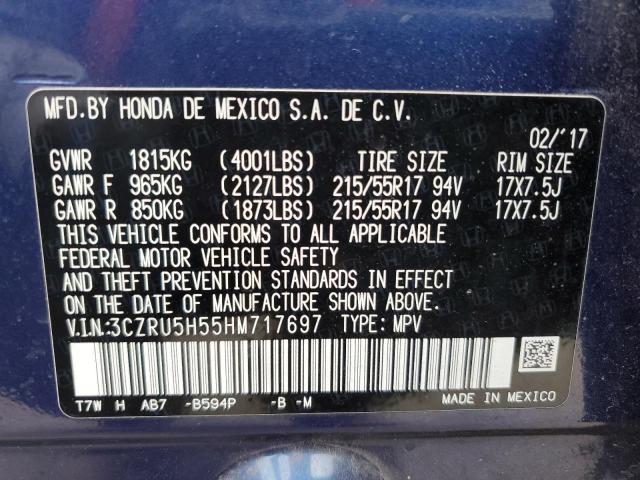 MFD.BY HONDA DE MEXICO S.A. DE C.V.
02/'17
GVWR 1815KG (4001LBS) TIRE SIZE RIM SIZE
GAWR F 965KG (2127LBS) 215/55R17 94V 17X7.5J
GAWR R 850KG (1873LBS) 215/55R17 94V 17X7.5J
THIS VEHICLE CONFORMS TO ALL APPLICABLE
FEDERAL MOTOR VEHICLE SAFETY
AND THEFT PREVENTION STANDARDS IN EFFECT
ON THE DATE OF MANUFACTURE SHOWN ABOVE.
V.I.N.:3CZRU5H55HM717697 TYPE: MPV
T7W H AB7 -B594P -B -M MADE IN MEXICO